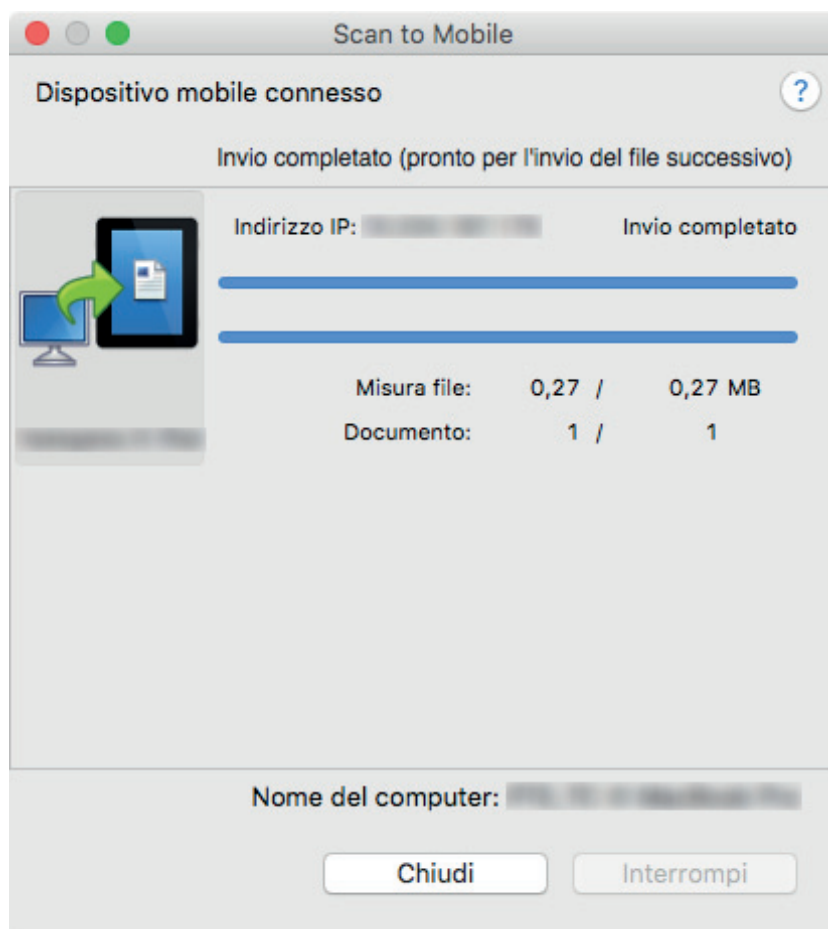 Scan to Mobile
Dispositivo mobile connesso
?
Invio completato (pronto per l'invio del file successivo)
Indirizzo IP: Invio completato
Misura file: 0,27 / 0,27 MB
Documento: 1 / 1
Nome del computer:
Chiudi Interrompi